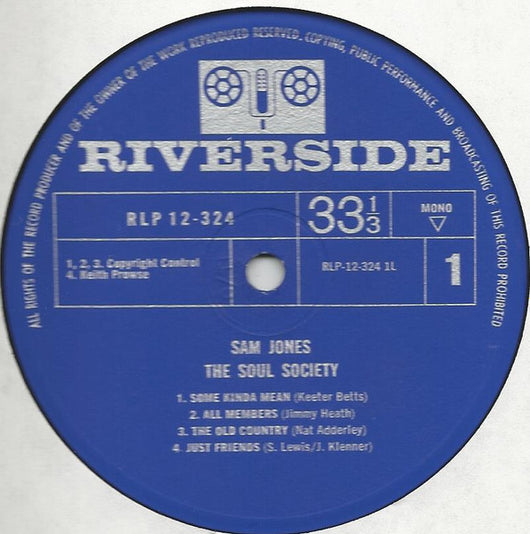 ALL RIGHTS OF THE RECORD PRODUCER AND OF THE OWNER OF THE WORK REPRODUCED RESERVED. COPYING, PUBLIC PERFORMANCE AND BROADCASTING OF THIS RECORD PROHIBITED
RIVERSIDE
RLP 12-324
33 1/3
MONO
1, 2, 3. Copyright Control
4. Keith Prowse
RLP-12-324 1L
1
SAM JONES
THE SOUL SOCIETY
1. SOME KINDA MEAN (Keeter Betts)
2. ALL MEMBERS (Jimmy Heath)
3. THE OLD COUNTRY (Nat Adderley)
4. JUST FRIENDS (S. Lewis/J. Klenner)